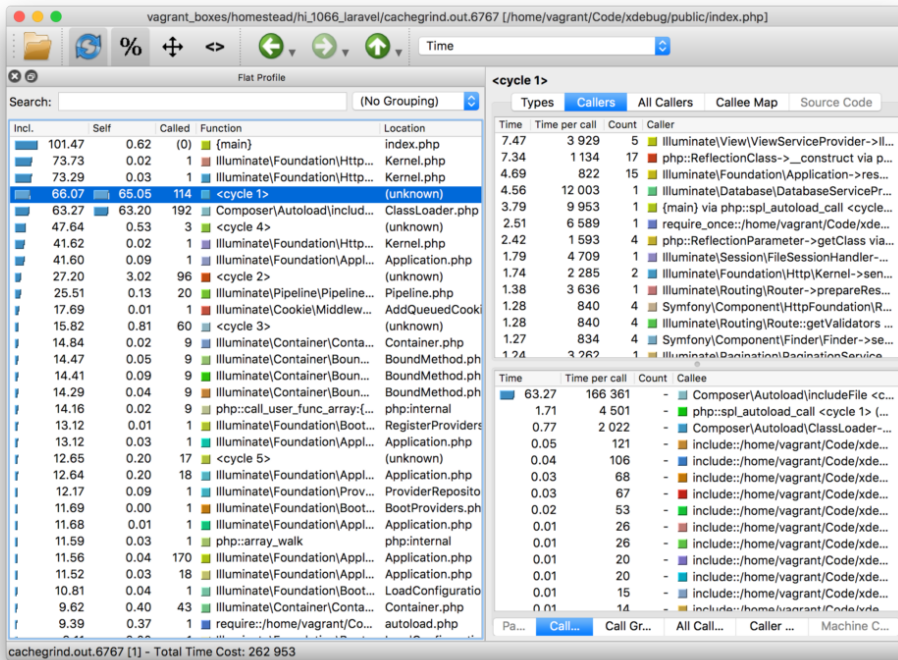 vagrant_boxes/homestead/hi_1066_laravel/cachegrind.out.6767 [/home/vagrant/Code/xdebug/public/index.php]
% <> Time
Flat Profile
Search: (No Grouping)
Incl. Self Called Function Location
101.47 0.62 (0) {main} index.php
73.73 0.02 1 Illuminate\Foundation\Http... Kernel.php
73.29 0.03 1 Illuminate\Foundation\Http... Kernel.php
66.07 65.05 114 <cycle 1> (unknown)
63.27 63.20 192 Composer\Autoload\includ... ClassLoader.php
47.64 0.53 3 <cycle 4> (unknown)
41.62 0.02 1 Illuminate\Foundation\Http... Kernel.php
41.60 0.09 1 Illuminate\Foundation\Appl... Application.php
27.20 3.02 96 <cycle 2> (unknown)
25.51 0.13 20 Illuminate\Pipeline\Pipeline... Pipeline.php
17.69 0.01 1 Illuminate\Cookie\Middlew... AddQueuedCooki
15.82 0.81 60 <cycle 3> (unknown)
14.84 0.02 9 Illuminate\Container\Conta... Container.php
14.47 0.05 9 Illuminate\Container\Boun... BoundMethod.ph
14.41 0.09 9 Illuminate\Container\Boun... BoundMethod.ph
14.29 0.04 9 Illuminate\Container\Boun... BoundMethod.ph
14.16 0.02 9 php::call_user_func_array:{... php:internal
13.12 0.01 1 Illuminate\Foundation\Boot... RegisterProviders
13.12 0.03 1 Illuminate\Foundation\Appl... Application.php
12.65 0.20 17 <cycle 5> (unknown)
12.64 0.20 18 Illuminate\Foundation\Appl... Application.php
12.17 0.09 1 Illuminate\Foundation\Prov... ProviderReposito
11.69 0.00 1 Illuminate\Foundation\Boot... BootProviders.ph
11.68 0.01 1 Illuminate\Foundation\Appl... Application.php
11.59 0.03 1 php::array_walk php:internal
11.56 0.04 170 Illuminate\Foundation\Appl... Application.php
11.52 0.03 18 Illuminate\Foundation\Appl... Application.php
10.81 0.04 1 Illuminate\Foundation\Boot... LoadConfiguratio
9.62 0.40 43 Illuminate\Container\Conta... Container.php
9.39 0.37 1 require::/home/vagrant/Co... autoload.php
<cycle 1>
Types Callers All Callers Callee Map Source Code
Time Time per call Count Caller
7.47 3 929 5 Illuminate\View\ViewServiceProvider->Il...
7.34 1 134 17 php::ReflectionClass->__construct via p...
4.69 822 15 Illuminate\Foundation\Application->res...
4.56 12 003 1 Illuminate\Database\DatabaseServicePr...
3.79 9 953 1 {main} via php::spl_autoload_call <cycle...
2.51 6 589 1 require_once::/home/vagrant/Code/xde...
2.42 1 593 4 php::ReflectionParameter->getClass via...
1.79 4 709 1 Illuminate\Session\FileSessionHandler-...
1.74 2 285 2 Illuminate\Foundation\Http\Kernel->sen...
1.38 3 636 1 Illuminate\Routing\Router->prepareRes...
1.28 840 4 Symfony\Component\HttpFoundation\R...
1.28 840 4 Illuminate\Routing\Route::getValidators ...
1.27 834 4 Symfony\Component\Finder\Finder->se...
1.24 3 262 1 Illuminate\Pagination\PaginationService
Time Time per call Count Callee
63.27 166 361 - Composer\Autoload\includeFile <c...
1.71 4 501 - php::spl_autoload_call <cycle 1> (...
0.77 2 022 - Composer\Autoload\ClassLoader-...
0.05 121 - include::/home/vagrant/Code/xde...
0.04 106 - include::/home/vagrant/Code/xde...
0.03 68 - include::/home/vagrant/Code/xde...
0.03 67 - include::/home/vagrant/Code/xde...
0.02 53 - include::/home/vagrant/Code/xde...
0.01 26 - include::/home/vagrant/Code/xde...
0.01 26 - include::/home/vagrant/Code/xde...
0.01 20 - include::/home/vagrant/Code/xde...
0.01 20 - include::/home/vagrant/Code/xde...
0.01 15 - include::/home/vagrant/Code/xde...
0.01 14 - include::/home/vagrant/Code/xde...
Pa... Call... Call Gr... All Call... Caller ... Machine C...
cachegrind.out.6767 [1] - Total Time Cost: 262 953